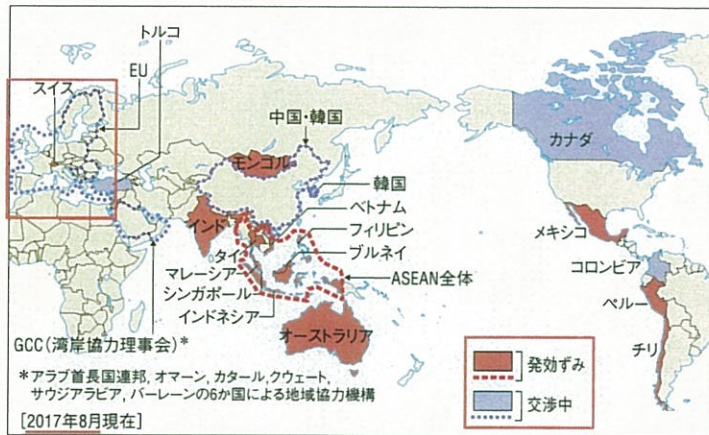 トルコ
EU
スイス
中国・韓国
モンゴル
カナダ
韓国
ベトナム
インド
フィリピン
タイ
ブルネイ
メキシコ
マレーシア
ASEAN全体
コロンビア
シンガポール
インドネシア
ペルー
オーストラリア
GCC(湾岸協力理事会)*
チリ
発効ずみ
交渉中
*アラブ首長国連邦, オマーン, カタール,クウェート,
サウジアラビア, バーレーンの6か国による地域協力機構
[2017年8月現在]